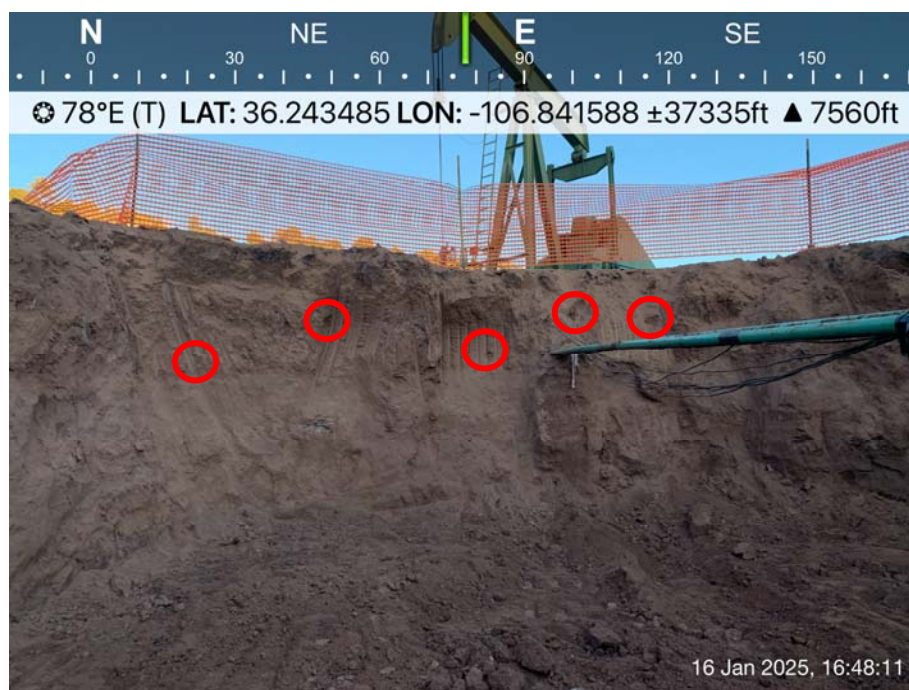 N NE E SE
0 30 60 90 120 150
78°E (T) LAT: 36.243485 LON: -106.841588 ±37335ft ▲ 7560ft
16 Jan 2025, 16:48:11